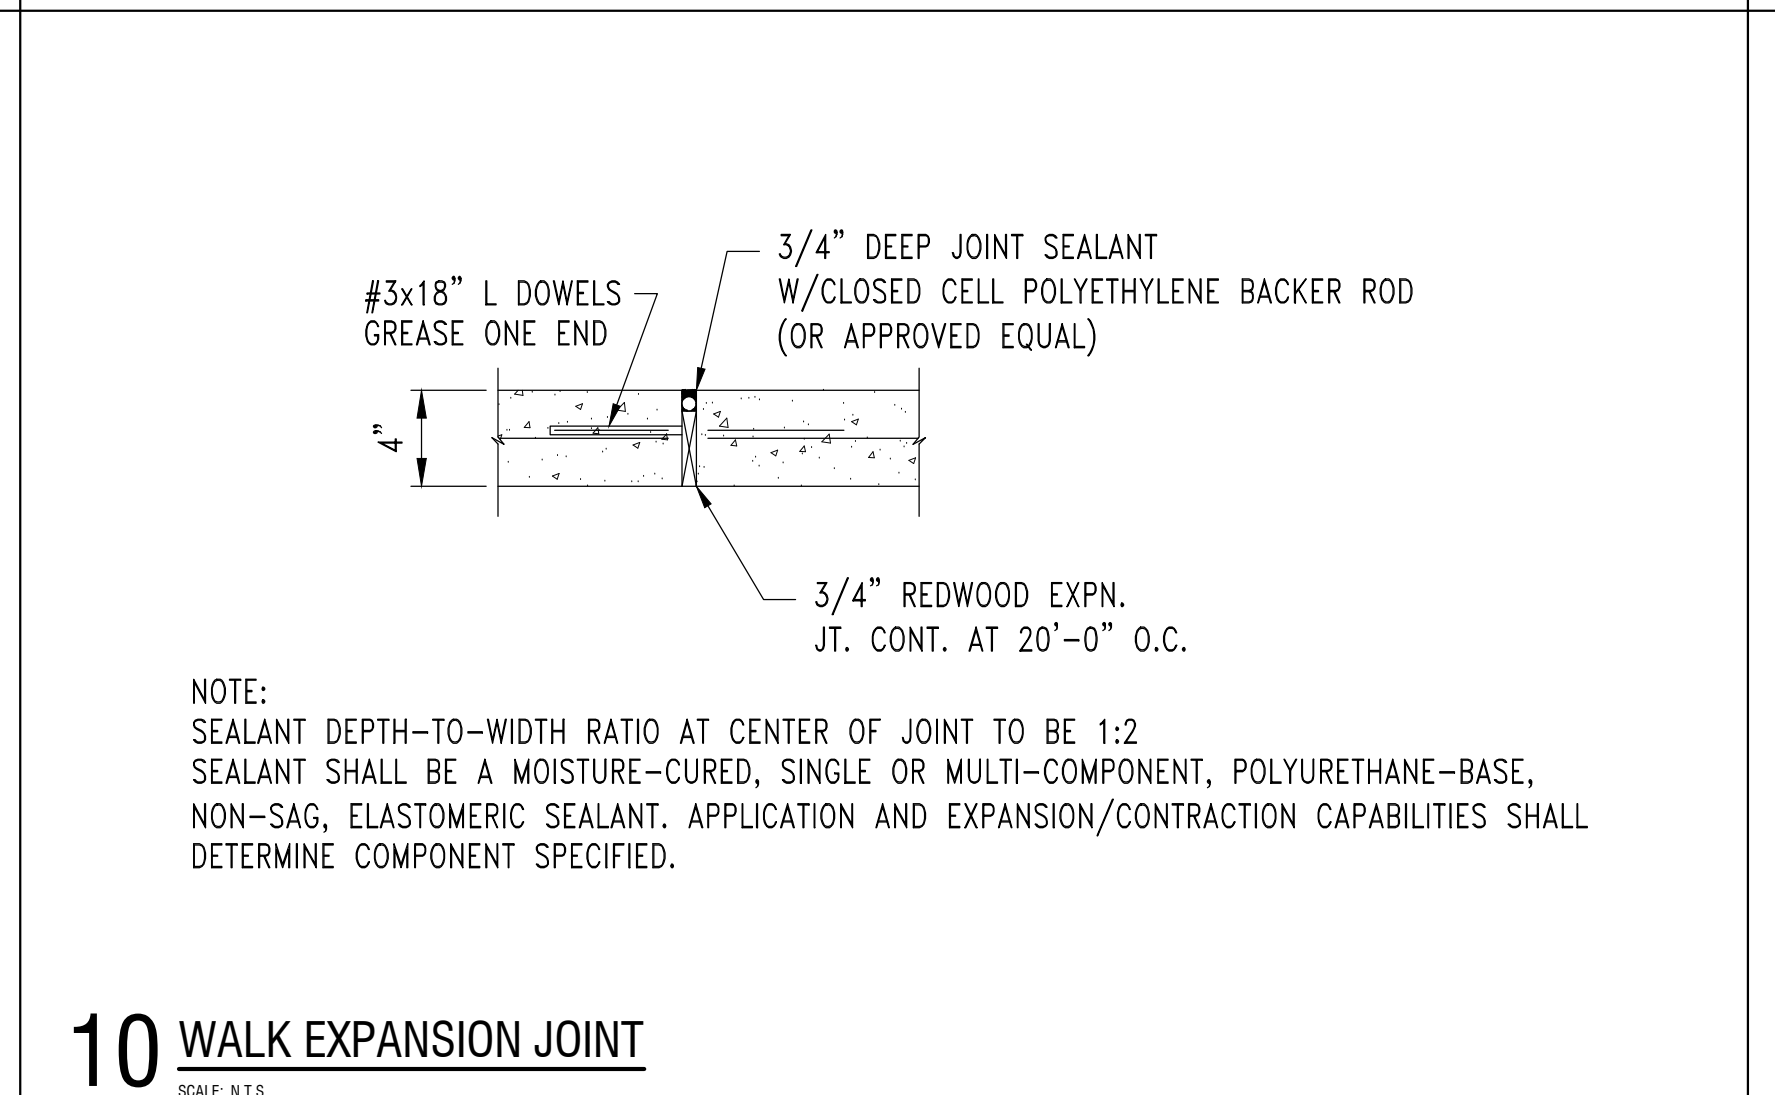 3/4" DEEP JOINT SEALANT
W/CLOSED CELL POLYETHYLENE BACKER ROD
(OR APPROVED EQUAL)
#3x18" L DOWELS
GREASE ONE END
4"
3/4" REDWOOD EXPN.
JT. CONT. AT 20'-0" O.C.
NOTE:
SEALANT DEPTH-TO-WIDTH RATIO AT CENTER OF JOINT TO BE 1:2
SEALANT SHALL BE A MOISTURE-CURED, SINGLE OR MULTI-COMPONENT, POLYURETHANE-BASE,
NON-SAG, ELASTOMERIC SEALANT. APPLICATION AND EXPANSION/CONTRACTION CAPABILITIES SHALL
DETERMINE COMPONENT SPECIFIED.
10 WALK EXPANSION JOINT
SCALE: N.T.S.